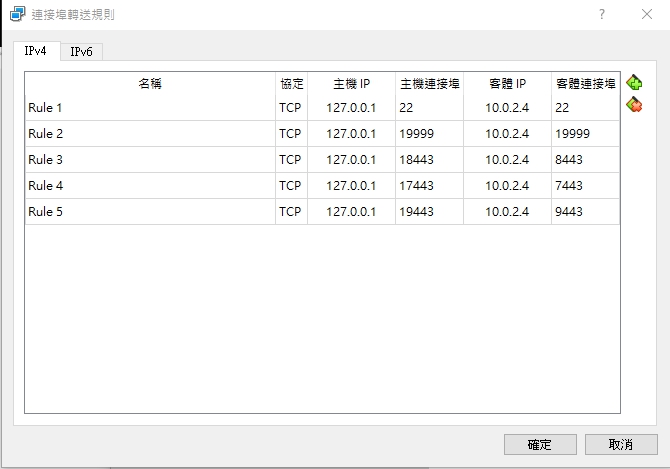 連接埠轉送規則
IPv4 IPv6
名稱 協定 主機 IP 主機連接埠 客體 IP 客體連接埠
Rule 1 TCP 127.0.0.1 22 10.0.2.4 22
Rule 2 TCP 127.0.0.1 19999 10.0.2.4 19999
Rule 3 TCP 127.0.0.1 18443 10.0.2.4 8443
Rule 4 TCP 127.0.0.1 17443 10.0.2.4 7443
Rule 5 TCP 127.0.0.1 19443 10.0.2.4 9443
確定 取消